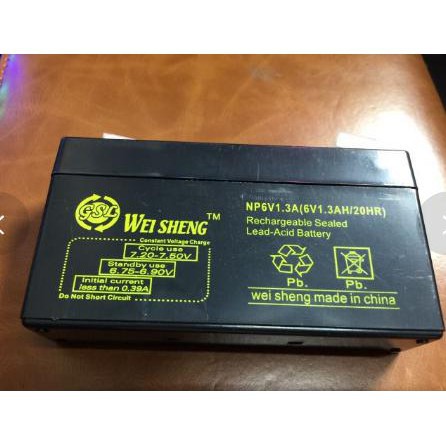 GSL WEI SHENG™
Constant Voltage Charge
Cycle use
7.20-7.50V
Standby use
6.75-6.90V
Initial current
less than 0.39A
Do Not Short Circuit
NP6V1.3A(6V1.3AH/20HR)
Rechargeable Sealed
Lead-Acid Battery
Pb. Pb.
wei sheng made in china